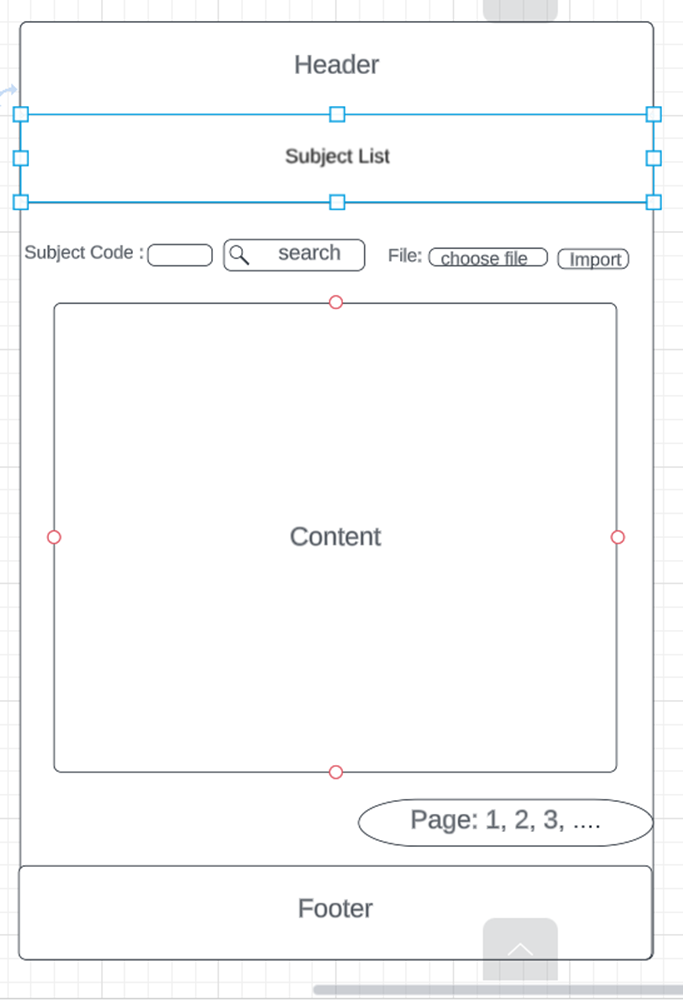 Header
Subject List
Subject Code : search File: choose file Import
Content
Page: 1, 2, 3, ....
Footer